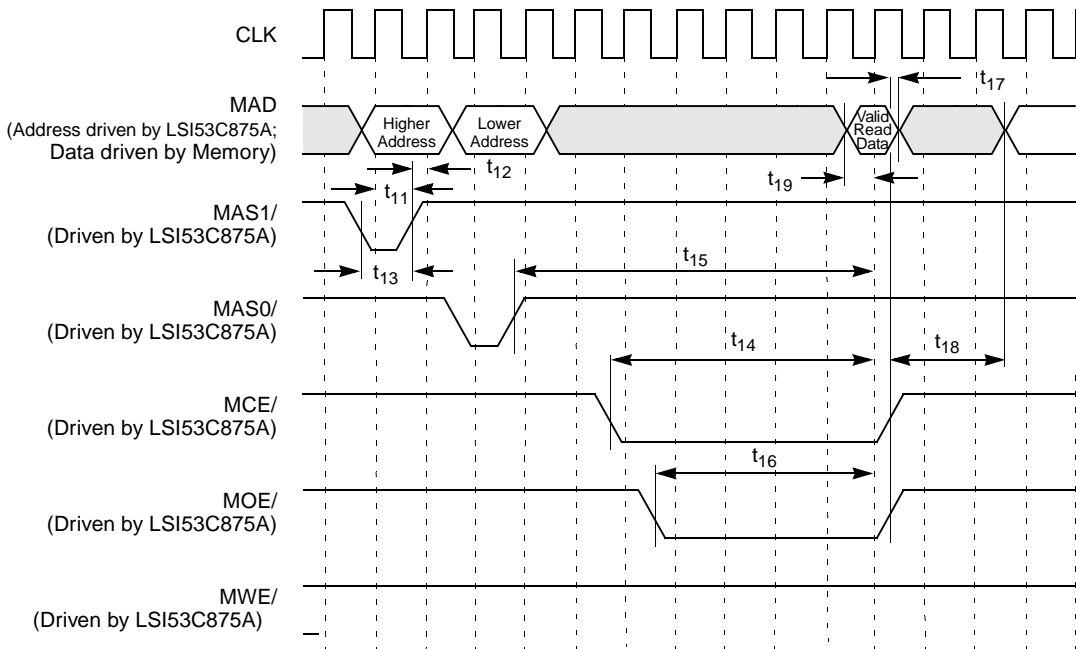 CLK
MAD
(Address driven by LSI53C875A;
Data driven by Memory)
Higher
Address
Lower
Address
Valid
Read
Data
t17
t12
t19
t11
MAS1/
(Driven by LSI53C875A)
t13
t15
MAS0/
(Driven by LSI53C875A)
t14
t18
MCE/
(Driven by LSI53C875A)
t16
MOE/
(Driven by LSI53C875A)
MWE/
(Driven by LSI53C875A)